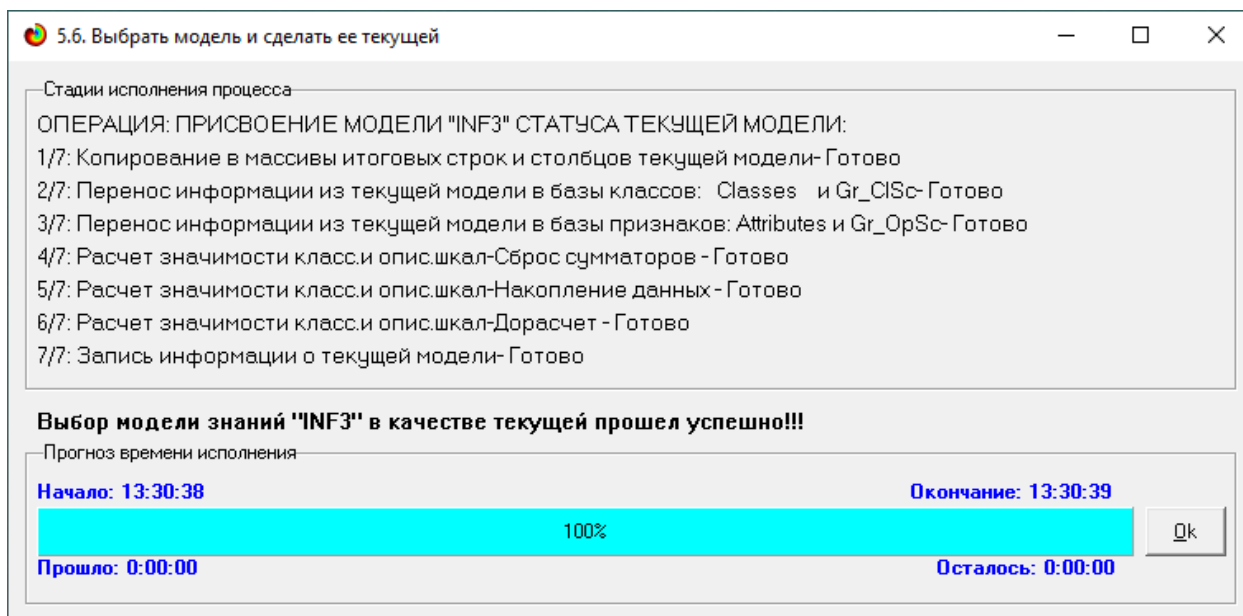 5.6. Выбрать модель и сделать ее текущей
Стадии исполнения процесса
ОПЕРАЦИЯ: ПРИСВОЕНИЕ МОДЕЛИ "INF3" СТАТУСА ТЕКУЩЕЙ МОДЕЛИ:
1/7: Копирование в массивы итоговых строк и столбцов текущей модели- Готово
2/7: Перенос информации из текущей модели в базы классов: Classes и Gr_ClSc- Готово
3/7: Перенос информации из текущей модели в базы признаков: Attributes и Gr_OpSc- Готово
4/7: Расчет значимости класс.и опис.шкал-Сброс сумматоров - Готово
5/7: Расчет значимости класс.и опис.шкал-Накопление данных - Готово
6/7: Расчет значимости класс.и опис.шкал-Дорасчет - Готово
7/7: Запись информации о текущей модели- Готово
Выбор модели знаний "INF3" в качестве текущей прошел успешно!!!
Прогноз времени исполнения
Начало: 13:30:38 Окончание: 13:30:39
100% Ok
Прошло: 0:00:00 Осталось: 0:00:00